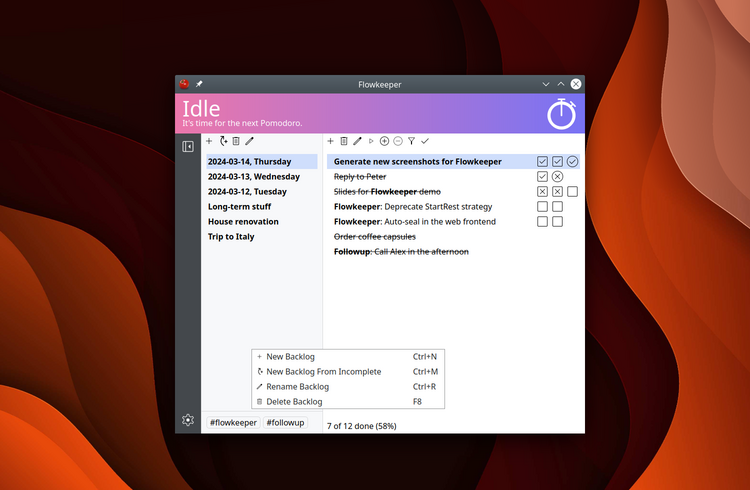 Flowkeeper
Idle
It's time for the next Pomodoro.
2024-03-14, Thursday
2024-03-13, Wednesday
2024-03-12, Tuesday
Long-term stuff
House renovation
Trip to Italy
Generate new screenshots for Flowkeeper
Reply to Peter
Slides for Flowkeeper demo
Flowkeeper: Deprecate StartRest strategy
Flowkeeper: Auto-seal in the web frontend
Order coffee capsules
Followup: Call Alex in the afternoon
New Backlog Ctrl+N
New Backlog From Incomplete Ctrl+M
Rename Backlog Ctrl+R
Delete Backlog F8
#flowkeeper #followup
7 of 12 done (58%)